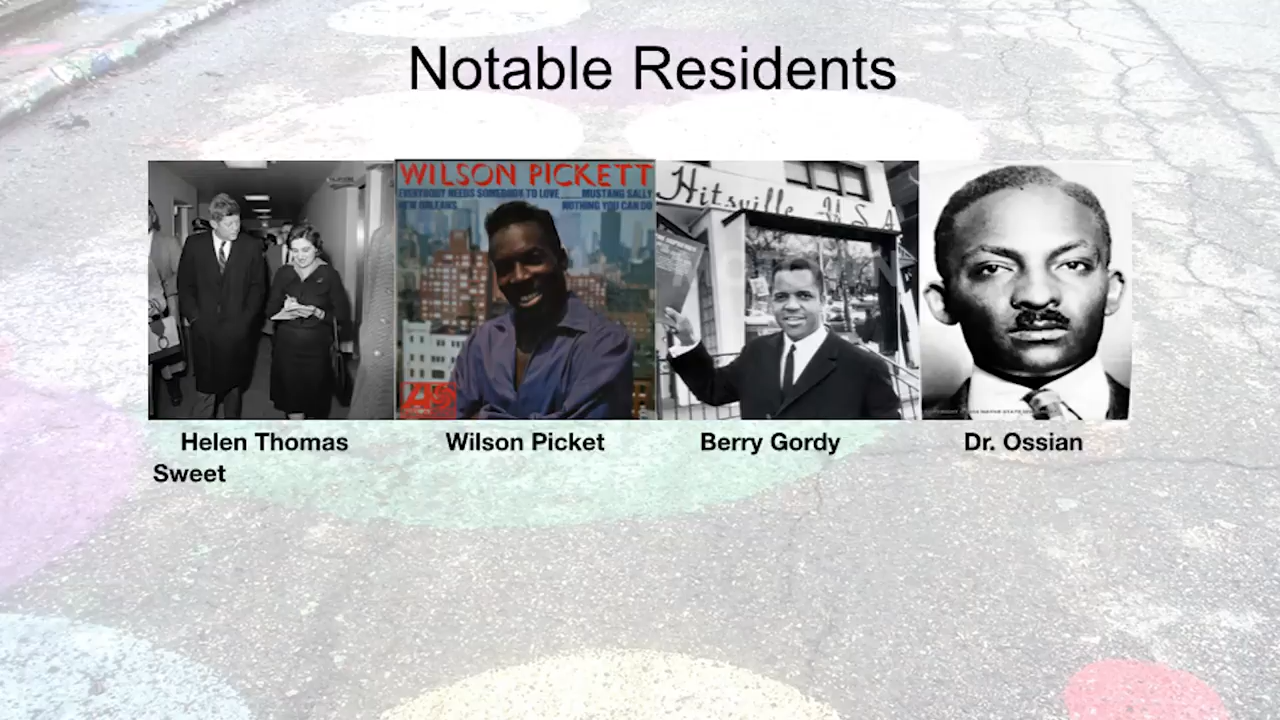 Notable Residents
WILSON PICKETT
EVERYBODY NEEDS SOMEBODY TO LOVE MUSTANG SALLY
NEW ORLEANS NOTHING YOU CAN DO
Hitsville U.S.A.
Helen Thomas Wilson Picket Berry Gordy Dr. Ossian
Sweet